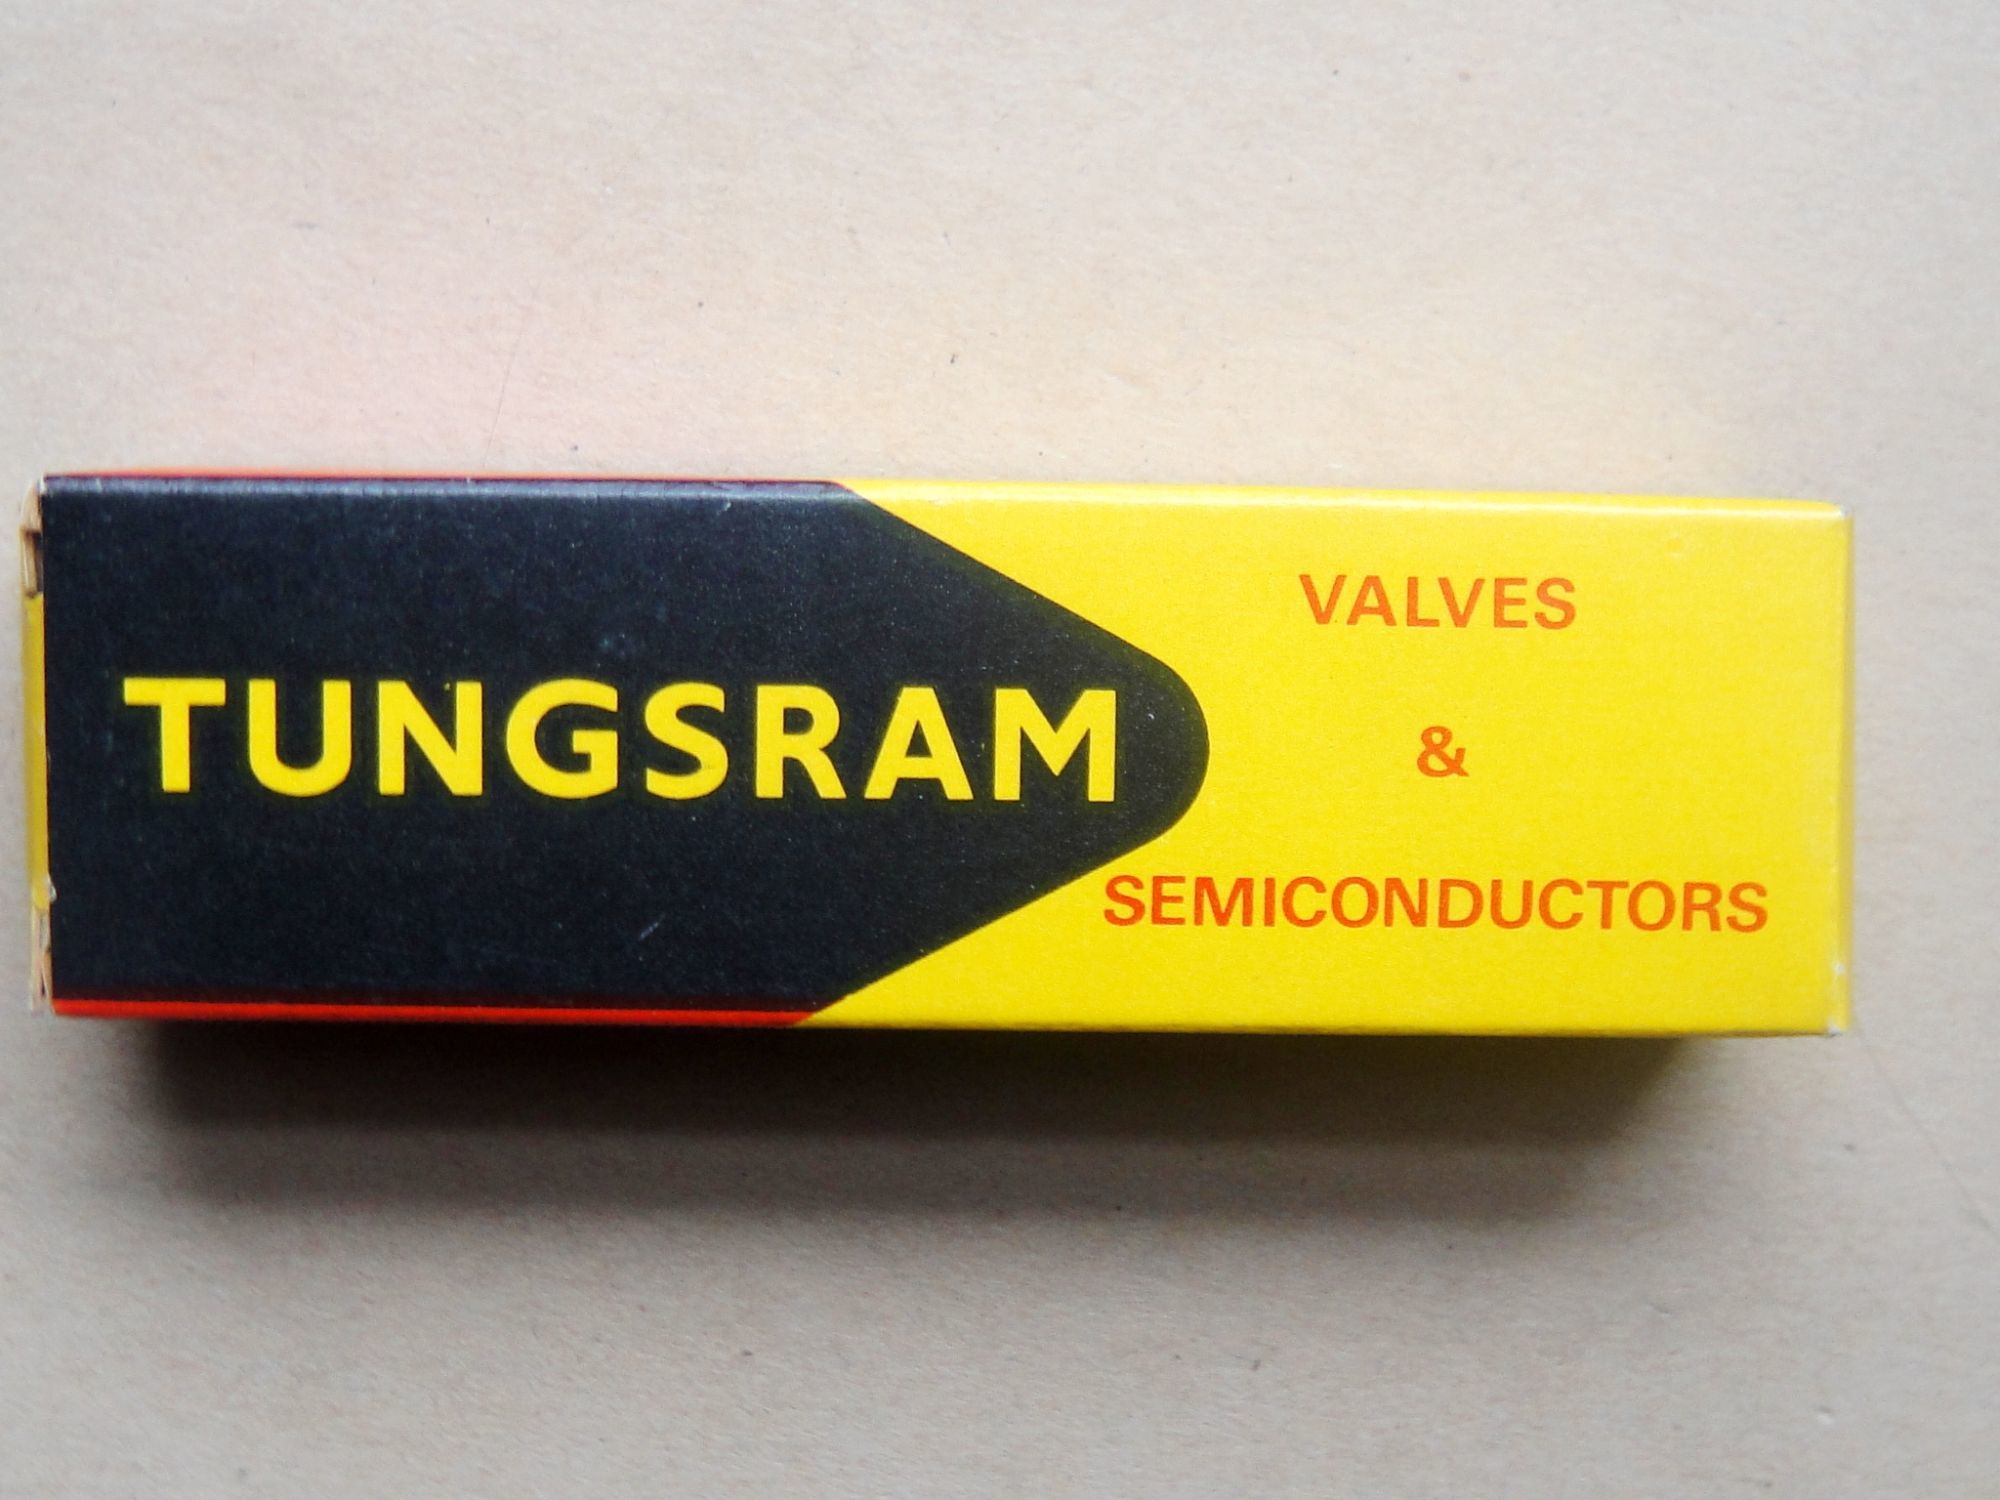 TUNGSRAM
VALVES
&
SEMICONDUCTORS